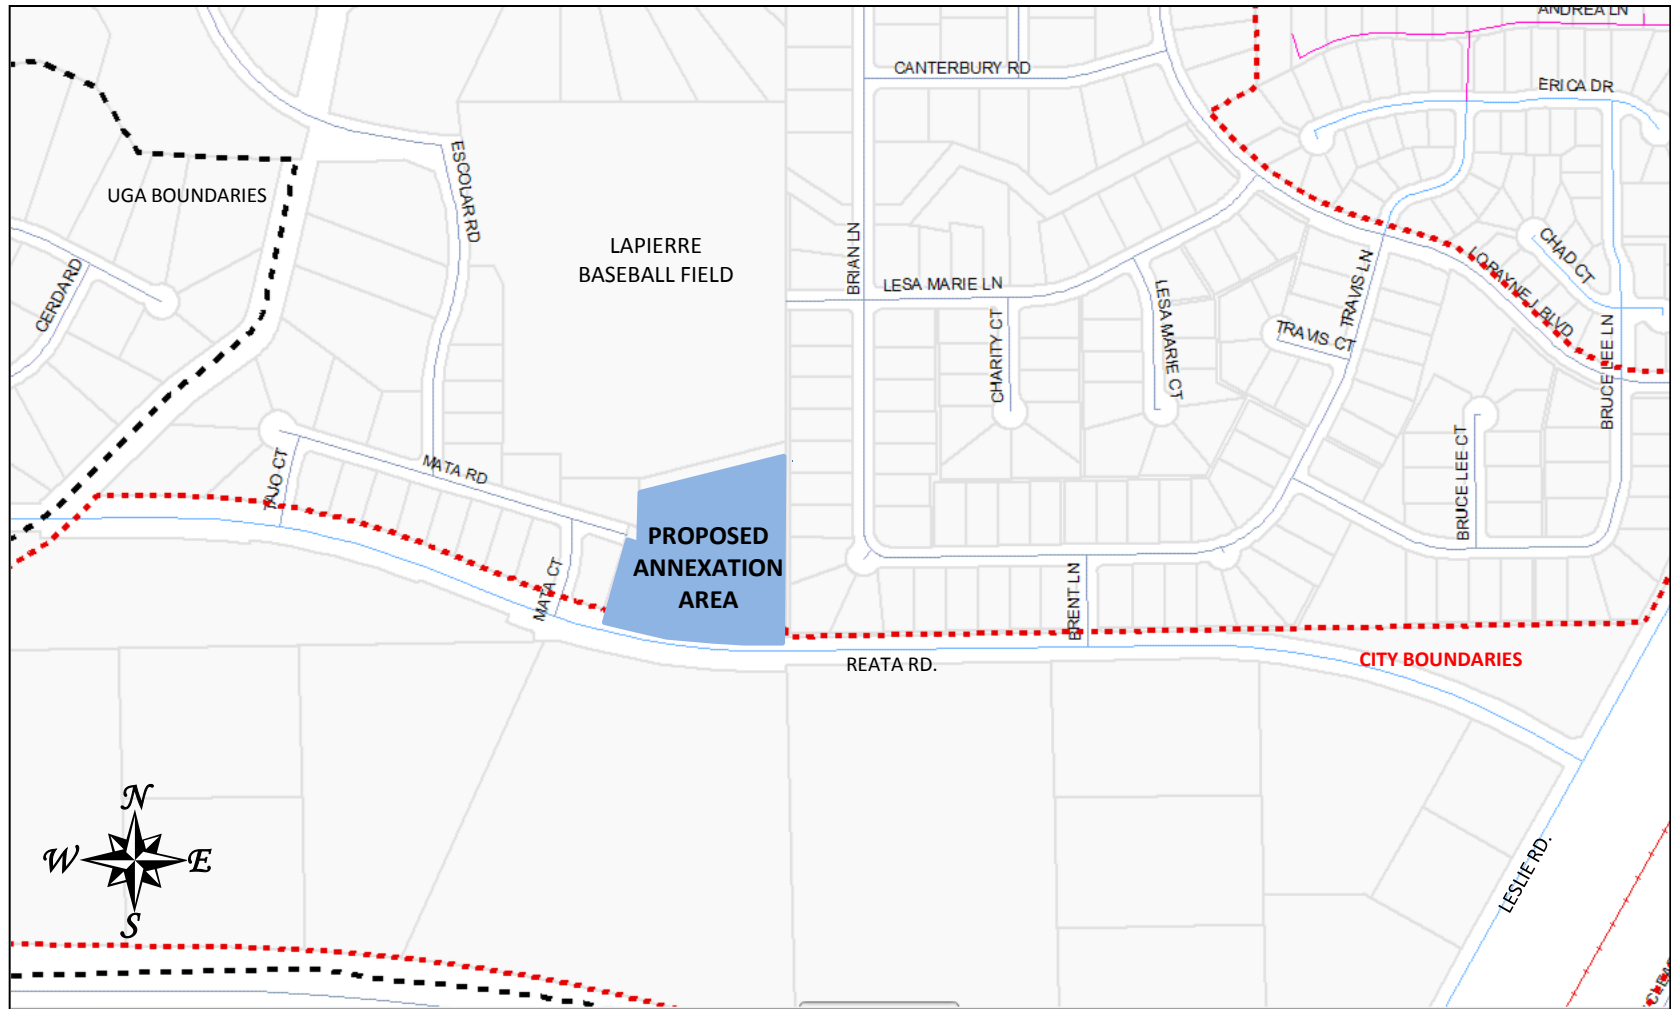 ANDREA LN
CANTERBURY RD
ERICA DR
ESCOLAR RD
UGA BOUNDARIES
LAPIERRE
BASEBALL FIELD
BRIAN LN
CERDA RD
LESA MARIE LN
LESA MARIE CT
CHARITY CT
TRAVIS LN
TRAVIS CT
CHAD CT
LORAYNE J BLVD
BRUCE LEE LN
BRUCE LEE CT
TAJO CT
MATA RD
MATA CT
PROPOSED
ANNEXATION
AREA
BRENT LN
REATA RD.
CITY BOUNDARIES
LESLIE RD.
N
W
E
S